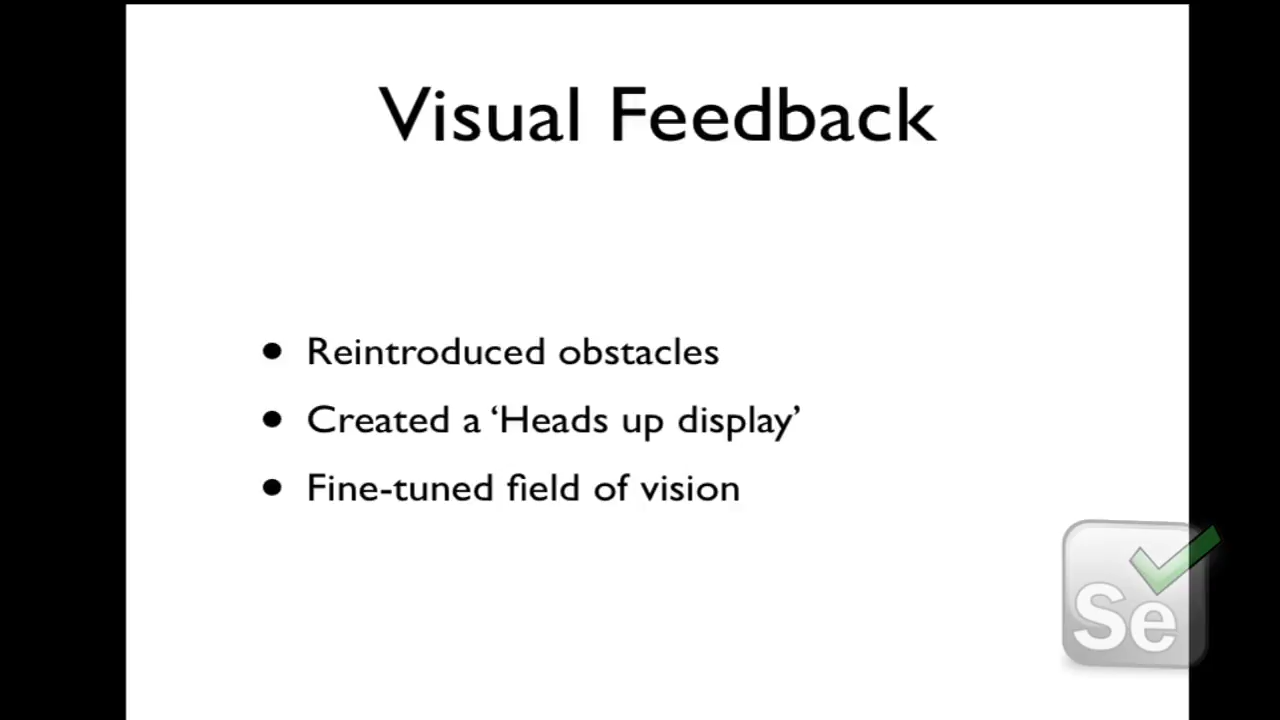 Visual Feedback
• Reintroduced obstacles
• Created a ‘Heads up display’
• Fine-tuned field of vision
Se